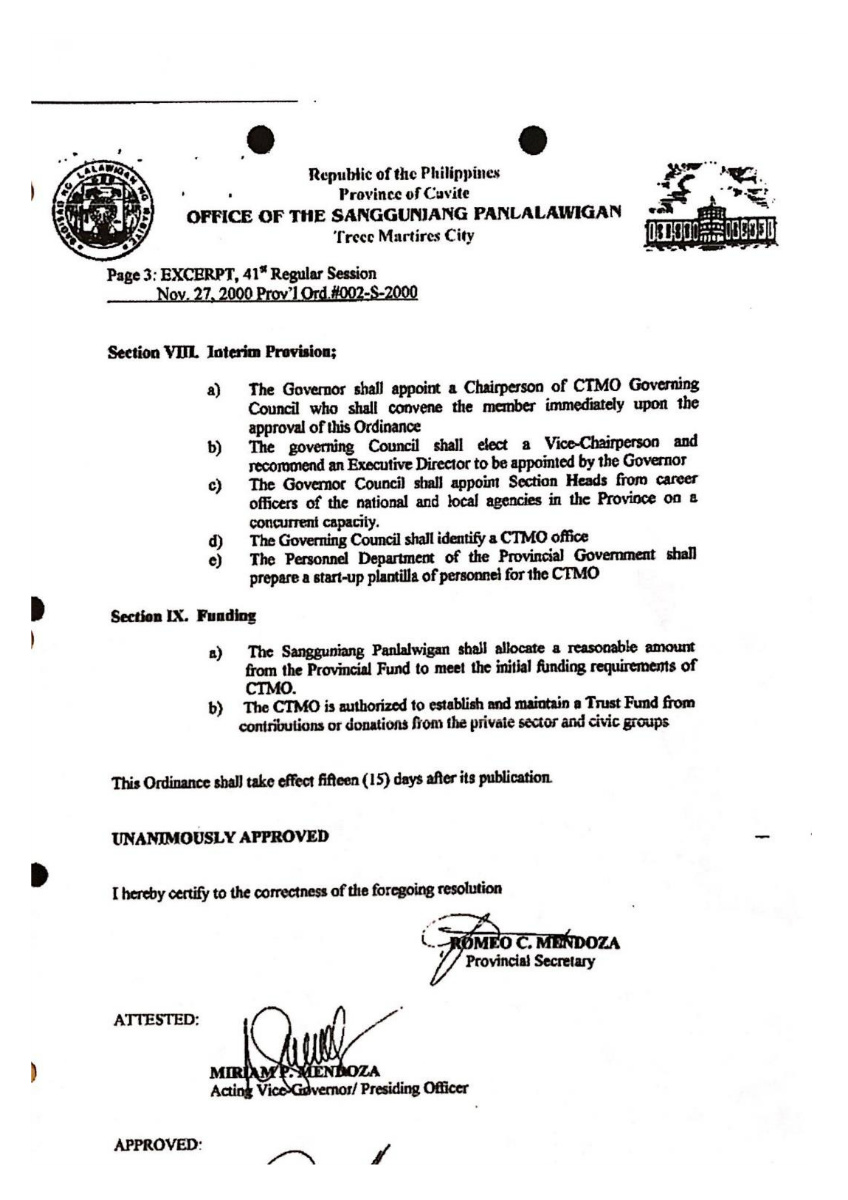 Republic of the Philippines
Province of Cavite
OFFICE OF THE SANGGUNIANG PANLALAWIGAN
Trece Martires City
Page 3: EXCERPT, 41st Regular Session
Nov. 27, 2000 Prov'l Ord.#002-S-2000
Section VIII. Interim Provision;
a) The Governor shall appoint a Chairperson of CTMO Governing
Council who shall convene the member immediately upon the
approval of this Ordinance
b) The governing Council shall elect a Vice-Chairperson and
recommend an Executive Director to be appointed by the Governor
c) The Governor Council shall appoint Section Heads from career
officers of the national and local agencies in the Province on a
concurrent capacity.
d) The Governing Council shall identify a CTMO office
e) The Personnel Department of the Provincial Government shall
prepare a start-up plantilla of personnel for the CTMO
Section IX. Funding
a) The Sangguniang Panlalwigan shall allocate a reasonable amount
from the Provincial Fund to meet the initial funding requirements of
CTMO.
b) The CTMO is authorized to establish and maintain a Trust Fund from
contributions or donations from the private sector and civic groups
This Ordinance shall take effect fifteen (15) days after its publication.
UNANIMOUSLY APPROVED
I hereby certify to the correctness of the foregoing resolution
ROMEO C. MENDOZA
Provincial Secretary
ATTESTED:
MIRIAM P. MENDOZA
Acting Vice-Governor/ Presiding Officer
APPROVED: